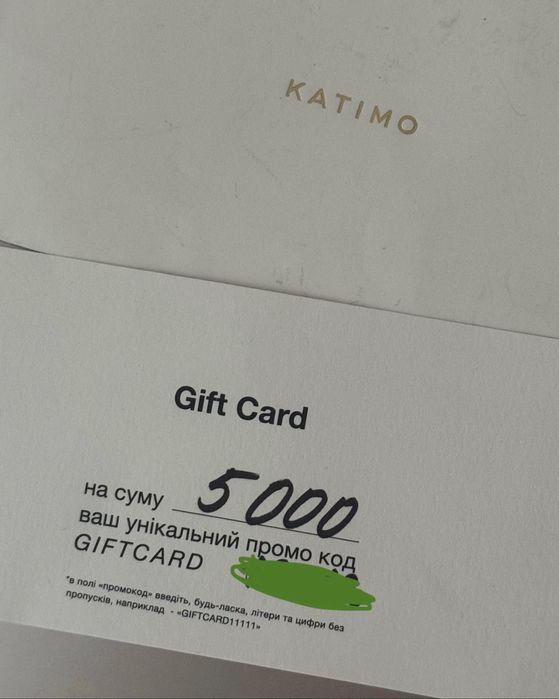 KATIMO
Gift Card
на суму 5000
ваш унікальний промо код
GIFTCARD
*в полі «промокод» введіть, будь-ласка, літери та цифри без
пропусків, наприклад - «GIFTCARD11111»